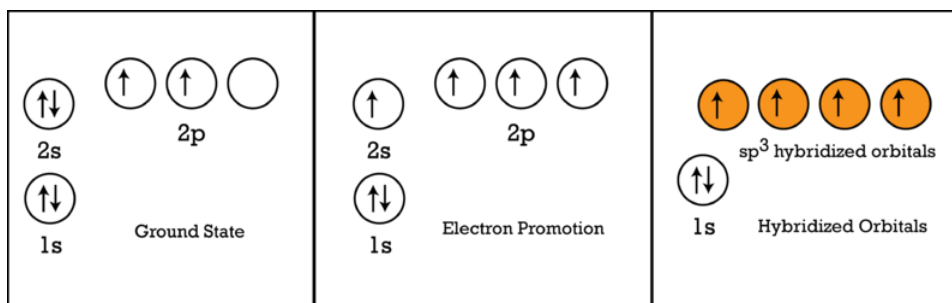 2s
2p
1s
Ground State
2s
2p
1s
Electron Promotion
sp³ hybridized orbitals
1s
Hybridized Orbitals